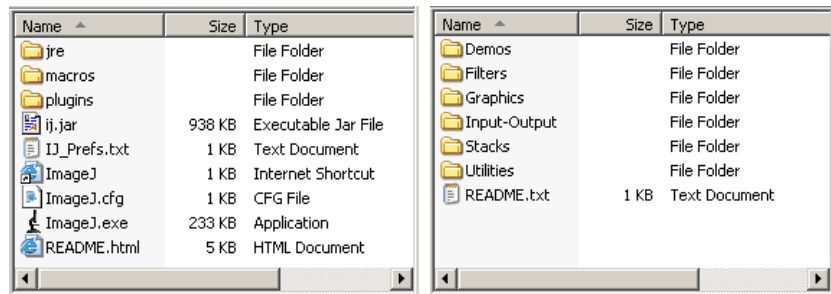 Name Size Type
jre File Folder
macros File Folder
plugins File Folder
ij.jar 938 KB Executable Jar File
IJ_Prefs.txt 1 KB Text Document
ImageJ 1 KB Internet Shortcut
ImageJ.cfg 1 KB CFG File
ImageJ.exe 233 KB Application
README.html 5 KB HTML Document
Name Size Type
Demos File Folder
Filters File Folder
Graphics File Folder
Input-Output File Folder
Stacks File Folder
Utilities File Folder
README.txt 1 KB Text Document